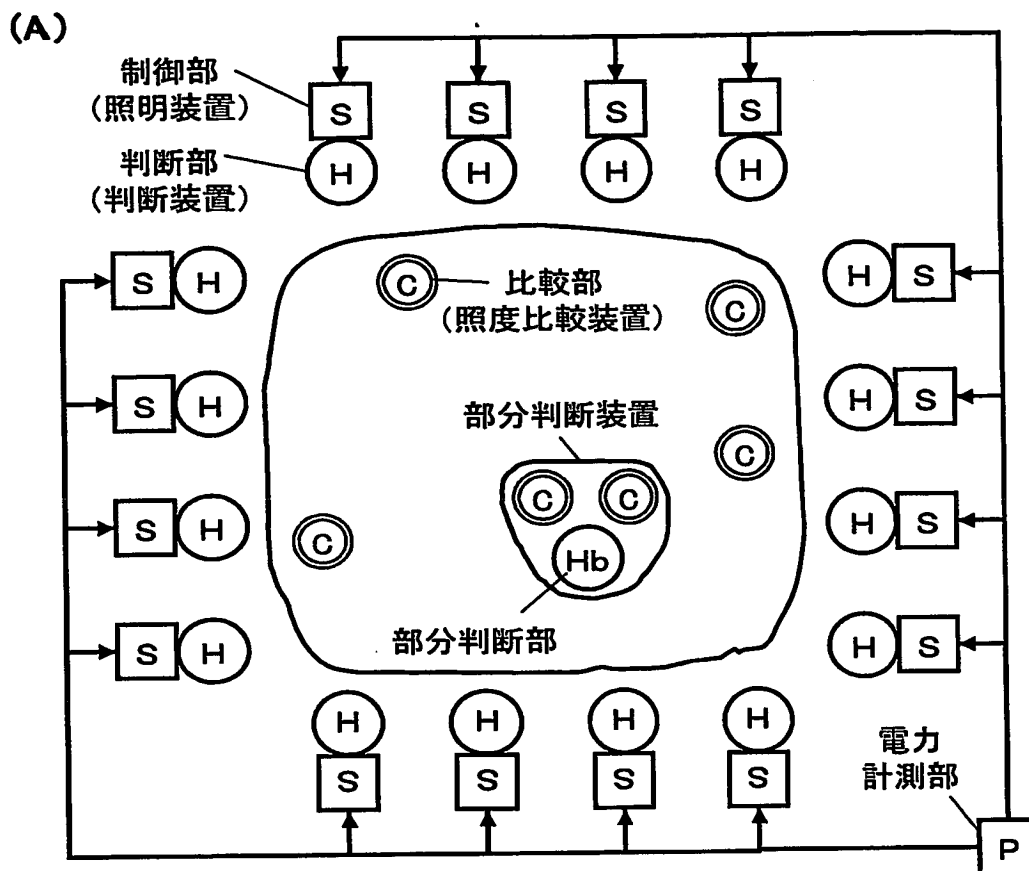 (A)
制御部
(照明装置)
判断部
(判断装置)
S S S S
H H H H
S H
C
比較部
(照度比較装置)
C
H S
S H
部分判断装置
H S
C
C C
S H
C
Hb
H S
S H
部分判断部
H S
H H H H
S S S S
電力
計測部
P